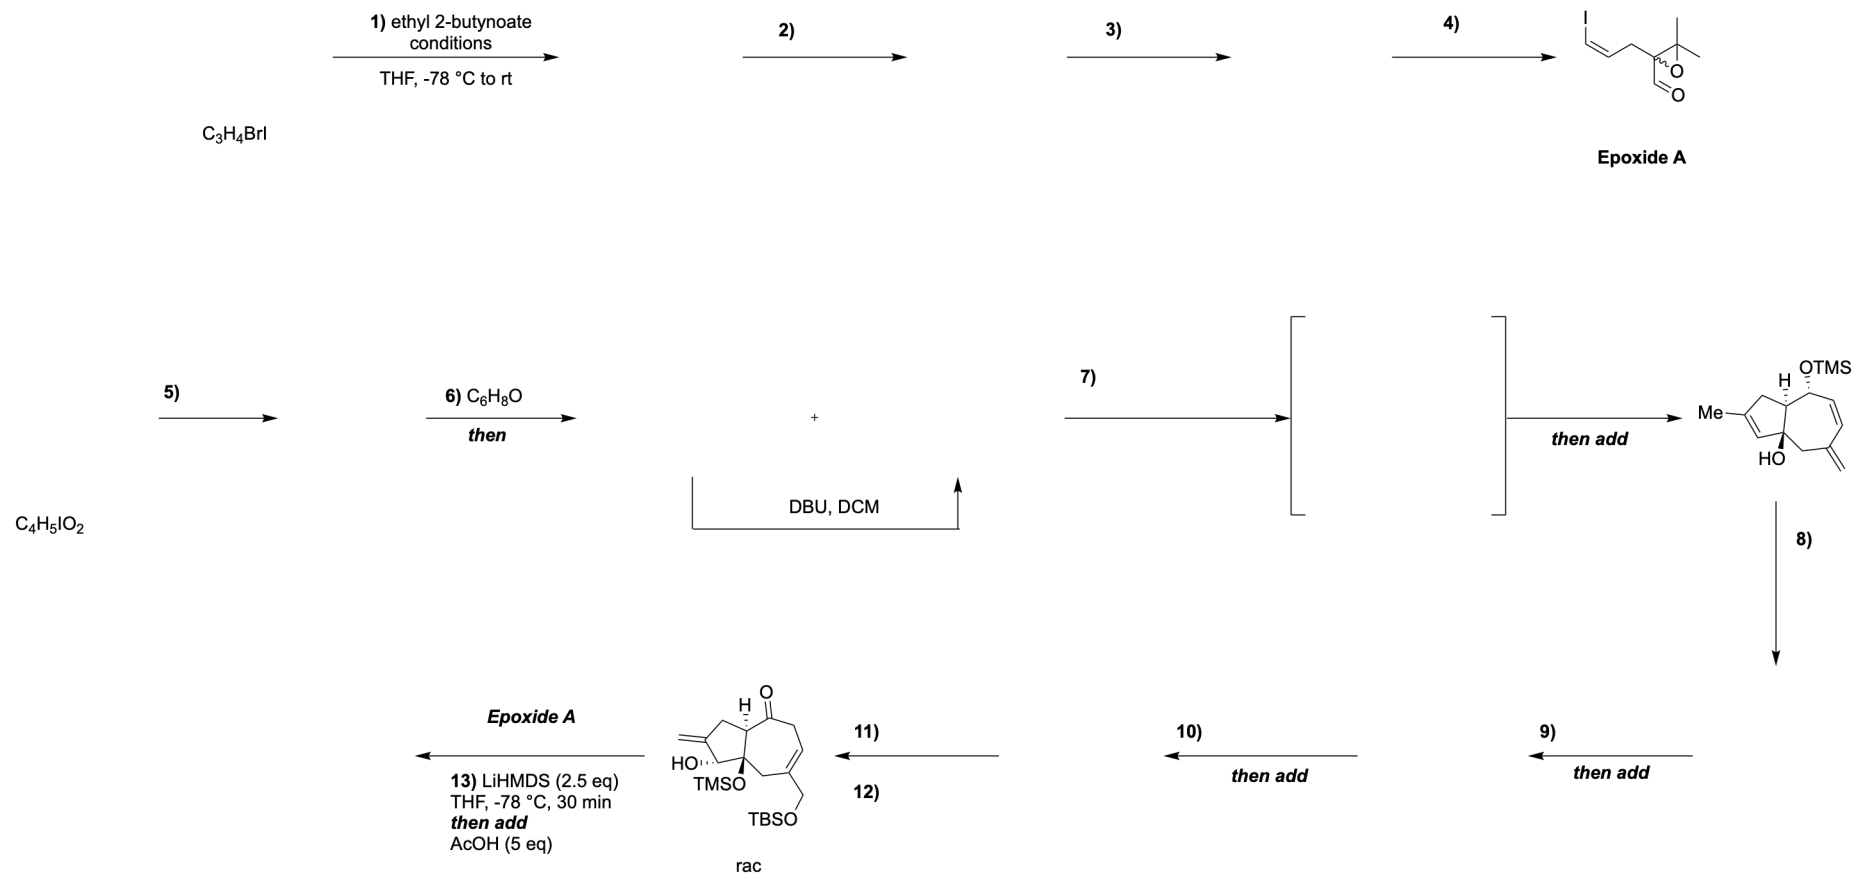 1) ethyl 2-butynoate
conditions
THF, -78 °C to rt
2)
3)
4)
I
O
O
C3H4BrI
Epoxide A
5)
6) C6H8O
then
+
DBU, DCM
7)
then add
OTMS
H
Me
HO
C4H5IO2
8)
Epoxide A
13) LiHMDS (2.5 eq)
THF, -78 °C, 30 min
then add
AcOH (5 eq)
O
H
HO
TMSO
TBSO
rac
11)
12)
10)
then add
9)
then add